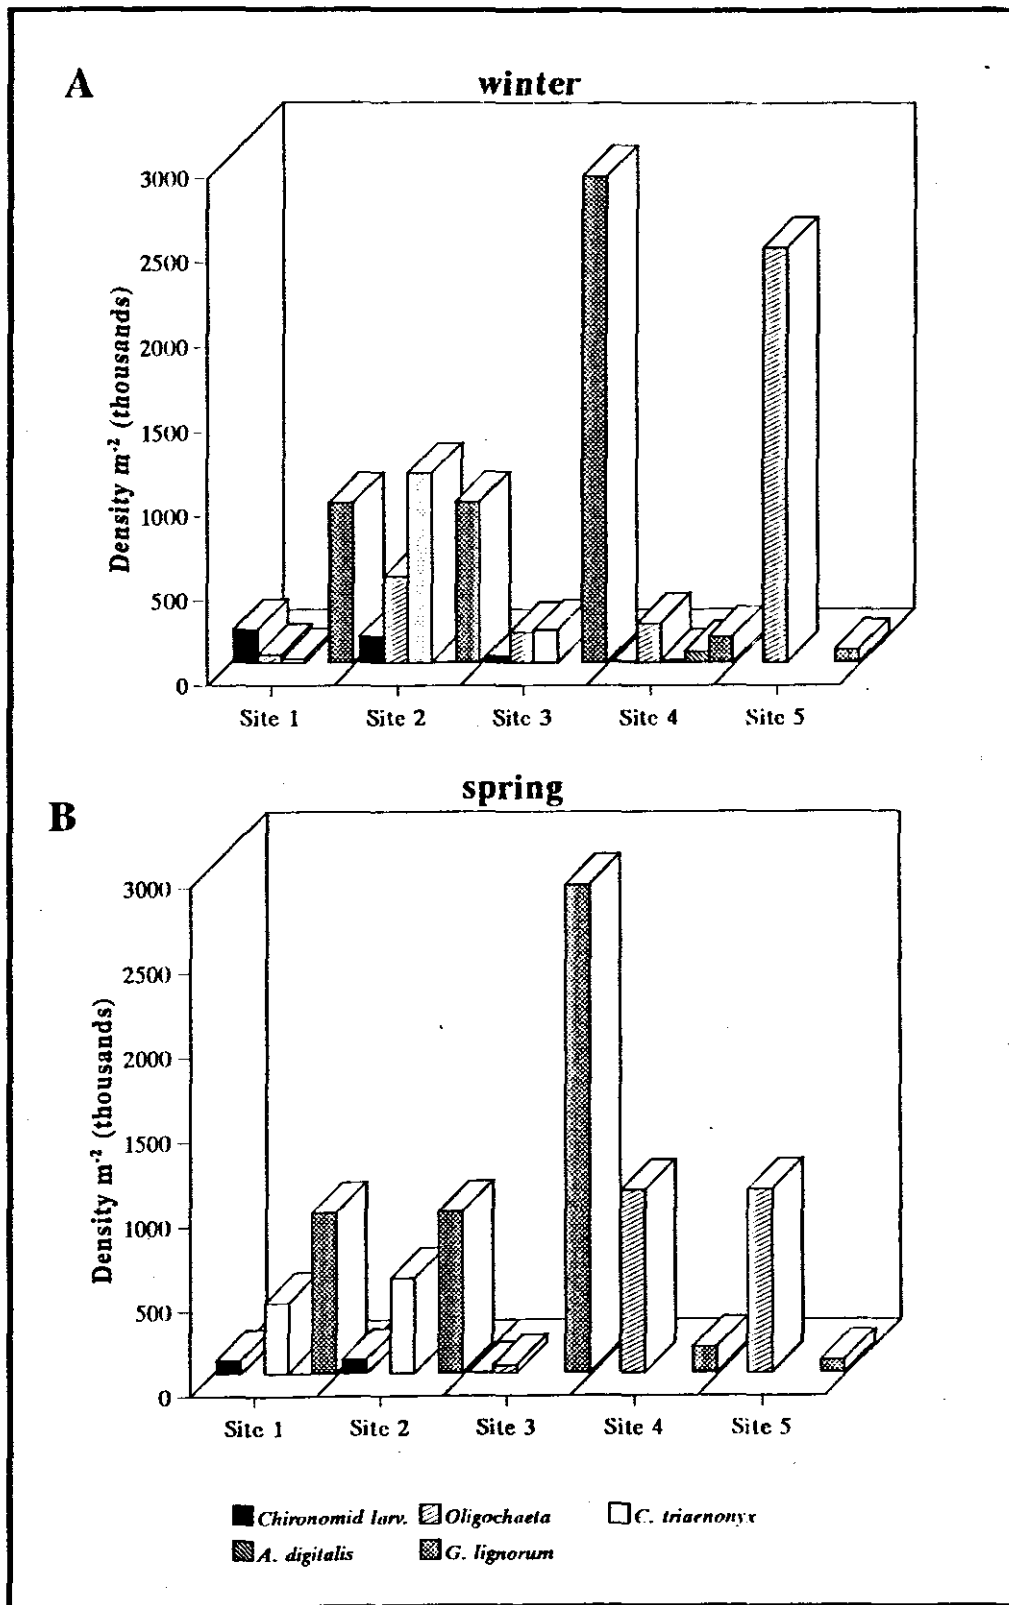 A
winter
3000
2500
2000
1500
1000
500
0
Density m⁻² (thousands)
Site 1 Site 2 Site 3 Site 4 Site 5
B
spring
3000
2500
2000
1500
1000
500
0
Density m⁻² (thousands)
Site 1 Site 2 Site 3 Site 4 Site 5
Chironomid larv. Oligochaeta C. triaenonyx
A. digitalis G. lignorum